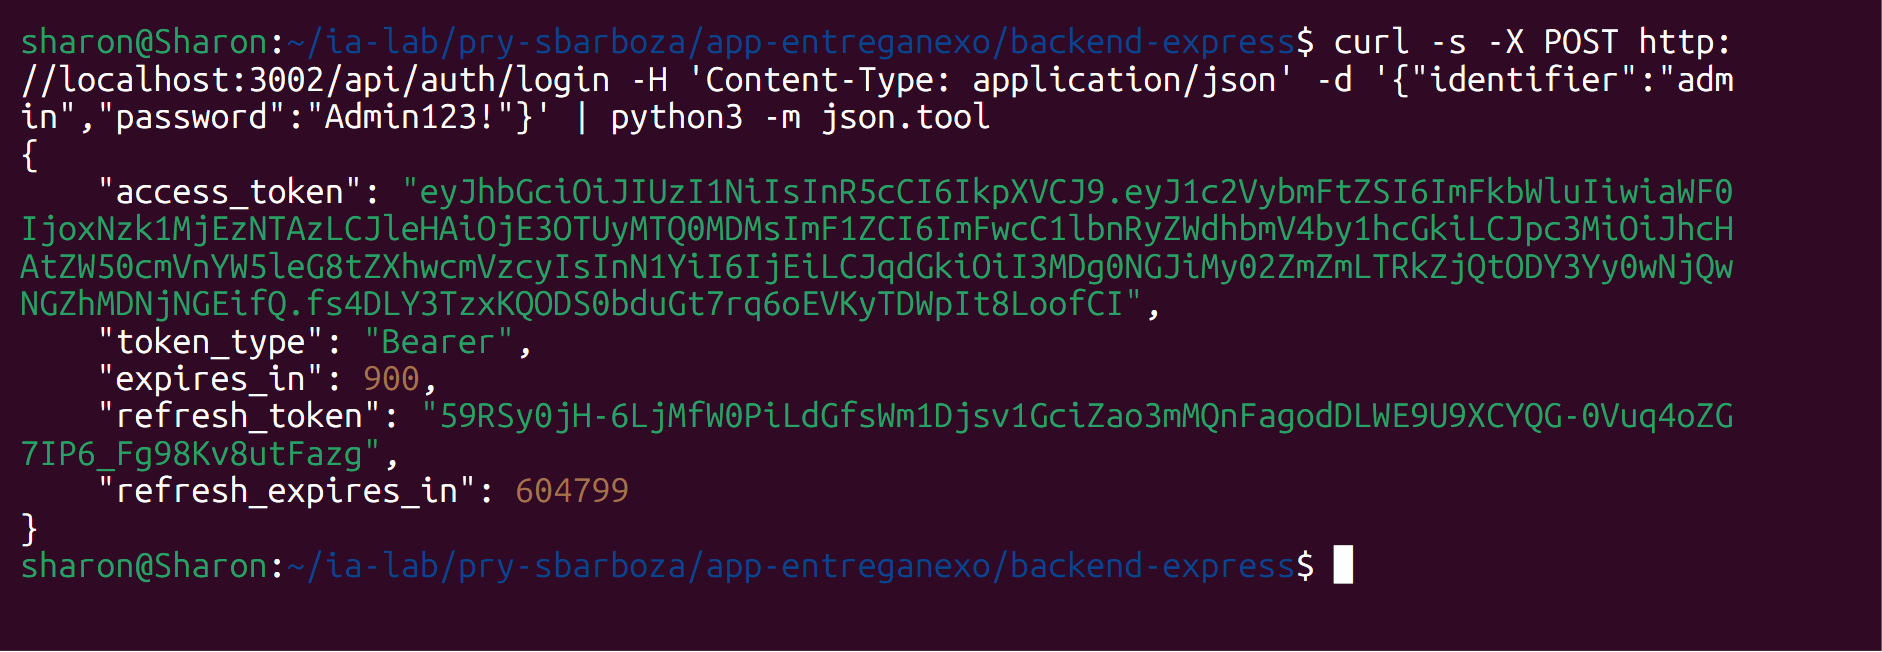 sharon@Sharon:~/ia-lab/pry-sbarboza/app-entreganexo/backend-express$ curl -s -X POST http:
//localhost:3002/api/auth/login -H 'Content-Type: application/json' -d '{"identifier":"adm
in","password":"Admin123!"}' | python3 -m json.tool
{
    "access_token": "eyJhbGciOiJIUzI1NiIsInR5cCI6IkpXVCJ9.eyJ1c2VybmFtZSI6ImFkbWluIiwiaWF0
IjoxNzk1MjEzNTAzLCJleHAiOjE3OTUyMTQ0MDMsImF1ZCI6ImFwcC1lbnRyZWdhbmV4by1hcGkiLCJpc3MiOiJhcH
AtZW50cmVnYW5leG8tZXhwcmVzcyIsInN1YiI6IjEiLCJqdGkiOiI3MDg0NGJiMy02ZmZmLTRkZjQtODY3Yy0wNjQw
NGZhMDNjNGEifQ.fs4DLY3TzxKQODS0bduGt7rq6oEVKyTDWpIt8LoofCI",
    "token_type": "Bearer",
    "expires_in": 900,
    "refresh_token": "59RSy0jH-6LjMfW0PiLdGfsWm1Djsv1GciZao3mMQnFagodDLWE9U9XCYQG-0Vuq4oZG
7IP6_Fg98Kv8utFazg",
    "refresh_expires_in": 604799
}
sharon@Sharon:~/ia-lab/pry-sbarboza/app-entreganexo/backend-express$